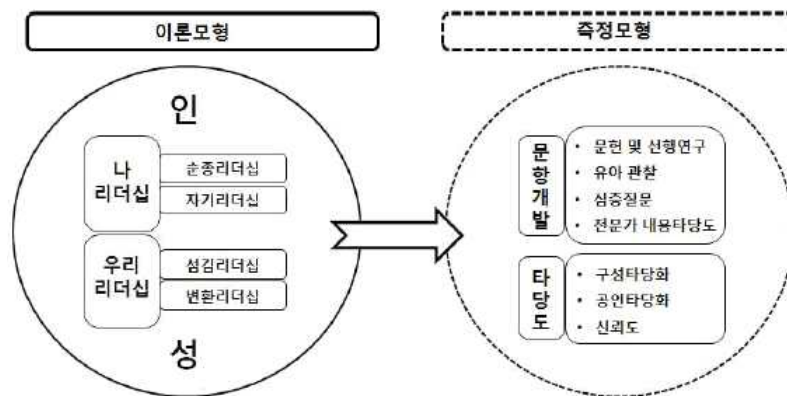 이론모형
측정모형
인
나
리더십
순종리더십
자기리더십
우리
리더십
섬김리더십
변환리더십
성
문항개발
• 문헌 및 선행연구
• 유아 관찰
• 심층질문
• 전문가 내용타당도
타당도
• 구성타당화
• 공인타당화
• 신뢰도